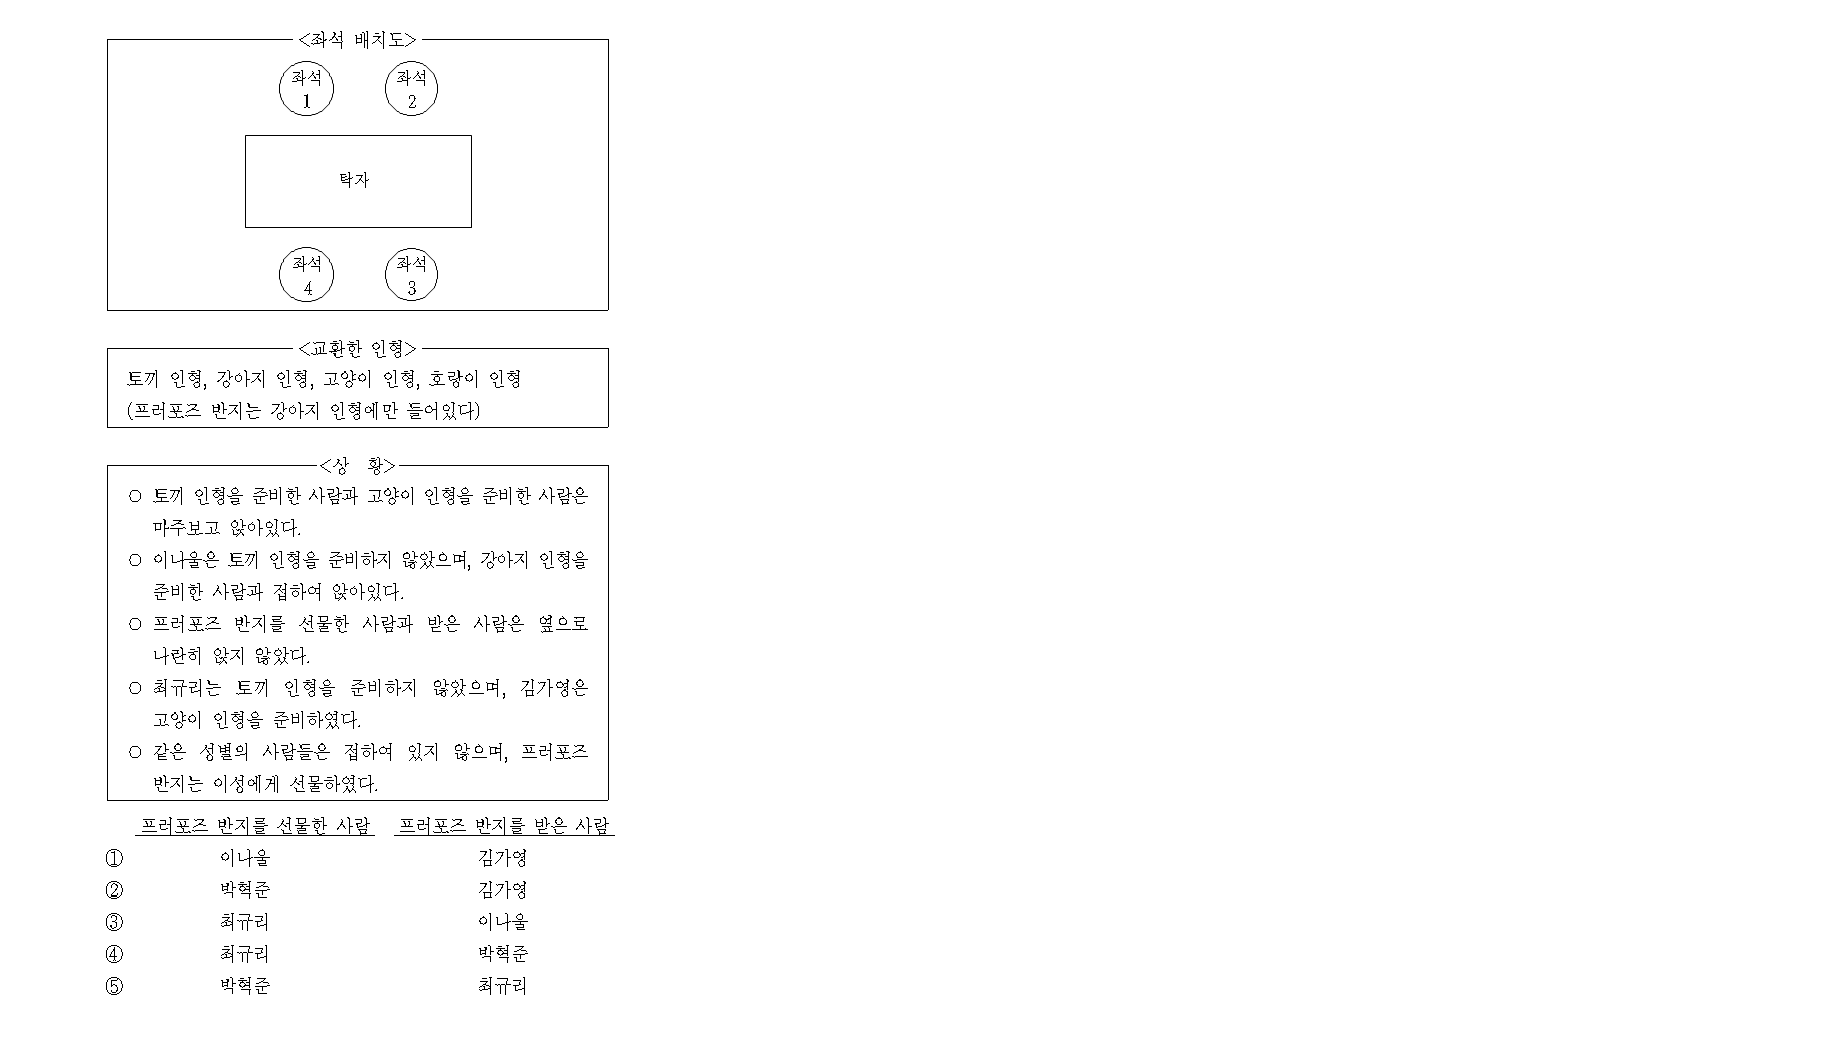 <좌석 배치도>
좌석 1
좌석 2
탁자
좌석 4
좌석 3
<교환한 인형>
토끼 인형, 강아지 인형, 고양이 인형, 호랑이 인형
(프러포즈 반지는 강아지 인형에만 들어있다)
<상 황>
○ 토끼 인형을 준비한 사람과 고양이 인형을 준비한 사람은
마주보고 앉아있다.
○ 이나울은 토끼 인형을 준비하지 않았으며, 강아지 인형을
준비한 사람과 접하여 앉아있다.
○ 프러포즈 반지를 선물한 사람과 받은 사람은 옆으로
나란히 앉지 않았다.
○ 최규리는 토끼 인형을 준비하지 않았으며, 김가영은
고양이 인형을 준비하였다.
○ 같은 성별의 사람들은 접하여 있지 않으며, 프러포즈
반지는 이성에게 선물하였다.
프러포즈 반지를 선물한 사람 프러포즈 반지를 받은 사람
① 이나울 김가영
② 박혁준 김가영
③ 최규리 이나울
④ 최규리 박혁준
⑤ 박혁준 최규리